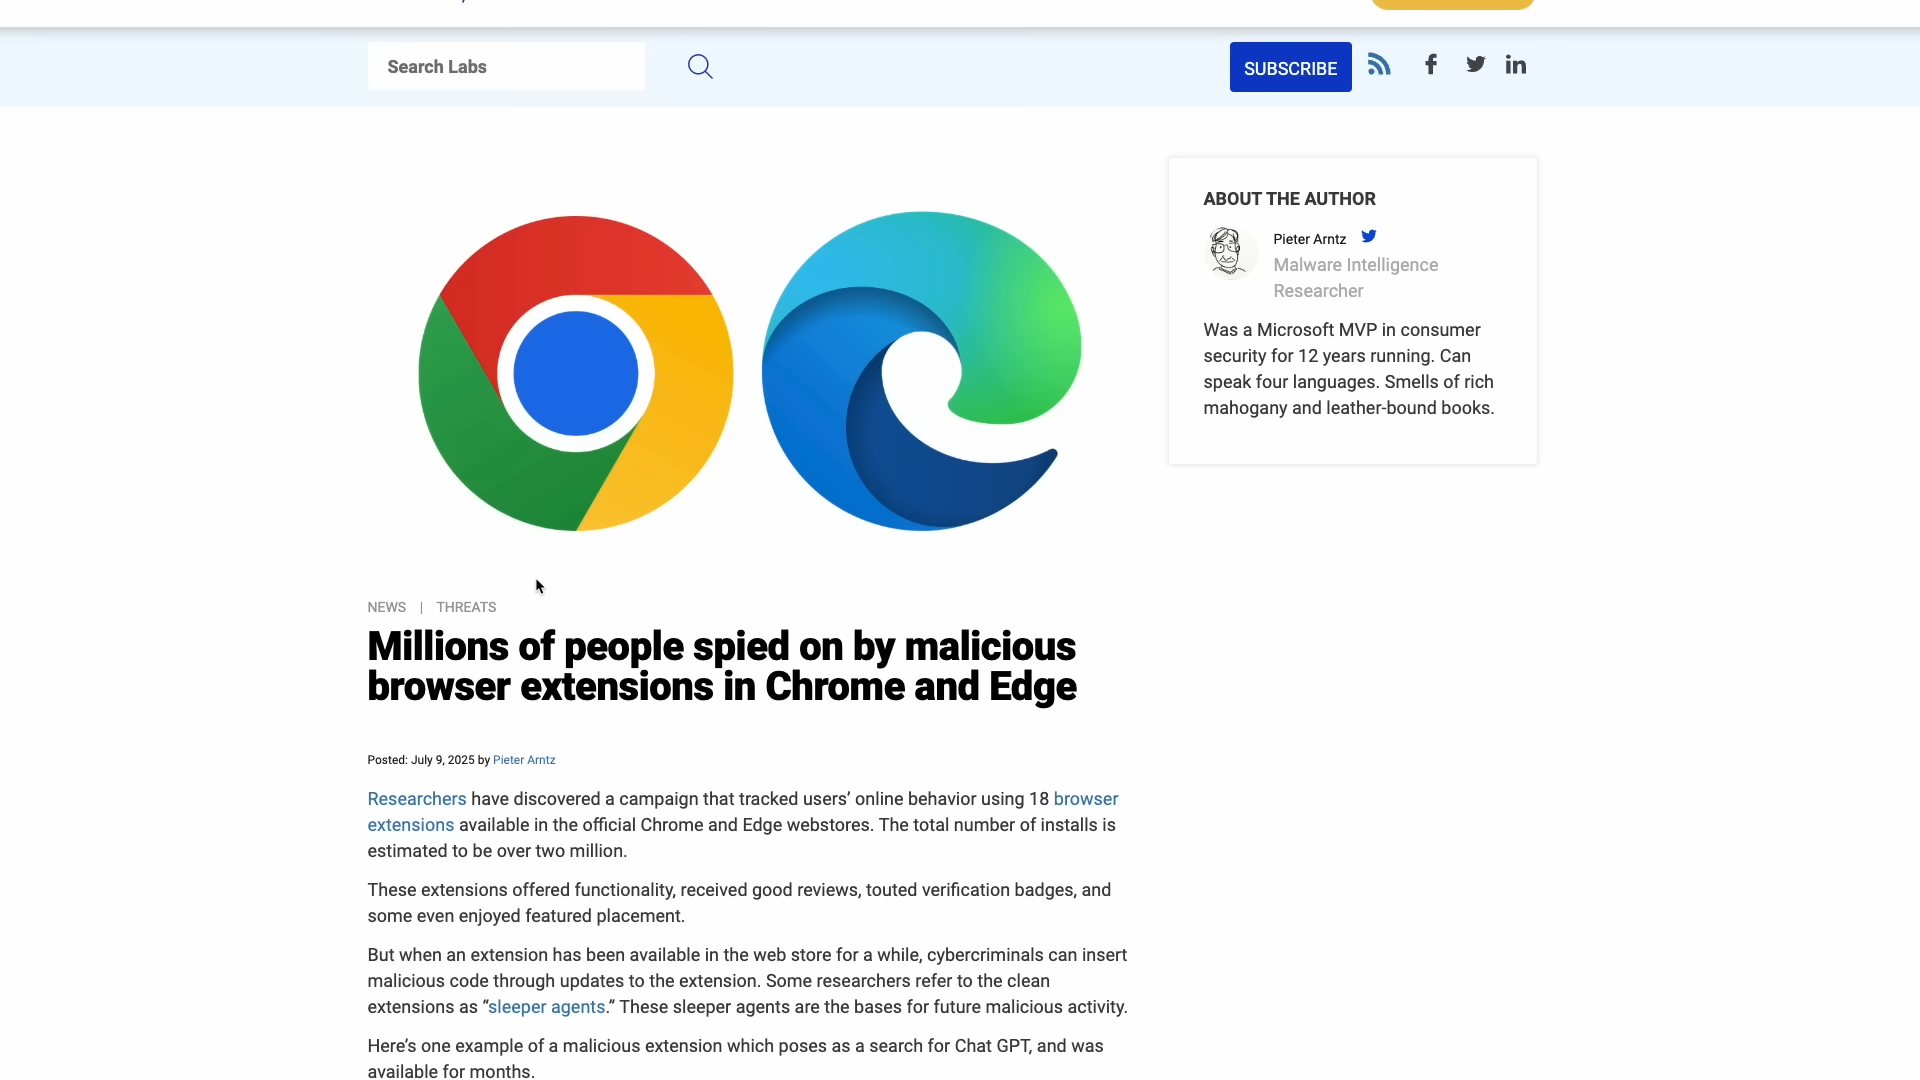 Search Labs
SUBSCRIBE
ABOUT THE AUTHOR
Pieter Arntz
Malware Intelligence
Researcher
Was a Microsoft MVP in consumer
security for 12 years running. Can
speak four languages. Smells of rich
mahogany and leather-bound books.
NEWS | THREATS
Millions of people spied on by malicious
browser extensions in Chrome and Edge
Posted: July 9, 2025 by Pieter Arntz
Researchers have discovered a campaign that tracked users’ online behavior using 18 browser
extensions available in the official Chrome and Edge webstores. The total number of installs is
estimated to be over two million.
These extensions offered functionality, received good reviews, touted verification badges, and
some even enjoyed featured placement.
But when an extension has been available in the web store for a while, cybercriminals can insert
malicious code through updates to the extension. Some researchers refer to the clean
extensions as “sleeper agents.” These sleeper agents are the bases for future malicious activity.
Here’s one example of a malicious extension which poses as a search for Chat GPT, and was
available for months.